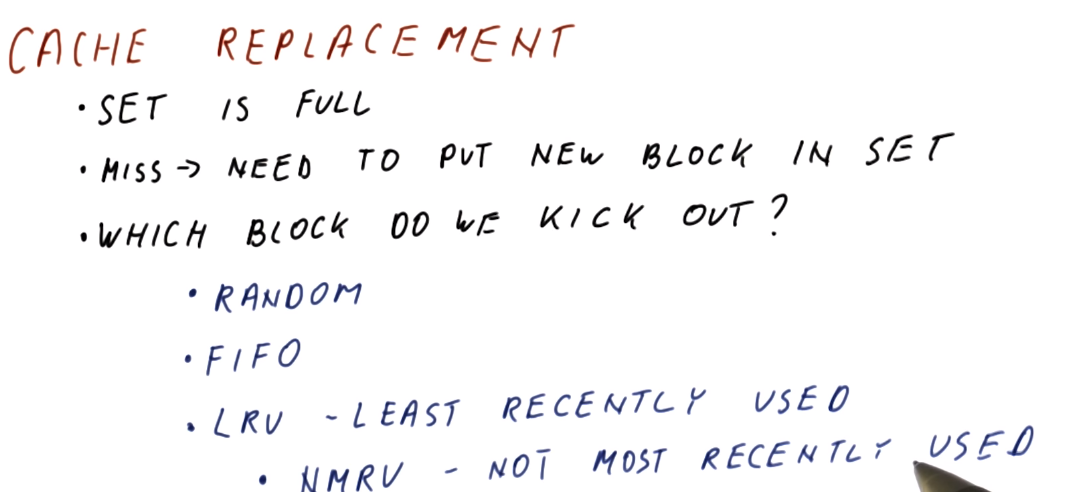 CACHE REPLACEMENT
• SET IS FULL
• MISS → NEED TO PUT NEW BLOCK IN SET
• WHICH BLOCK DO WE KICK OUT?
• RANDOM
• FIFO
• LRU - LEAST RECENTLY USED
• NMRU - NOT MOST RECENTLY USED